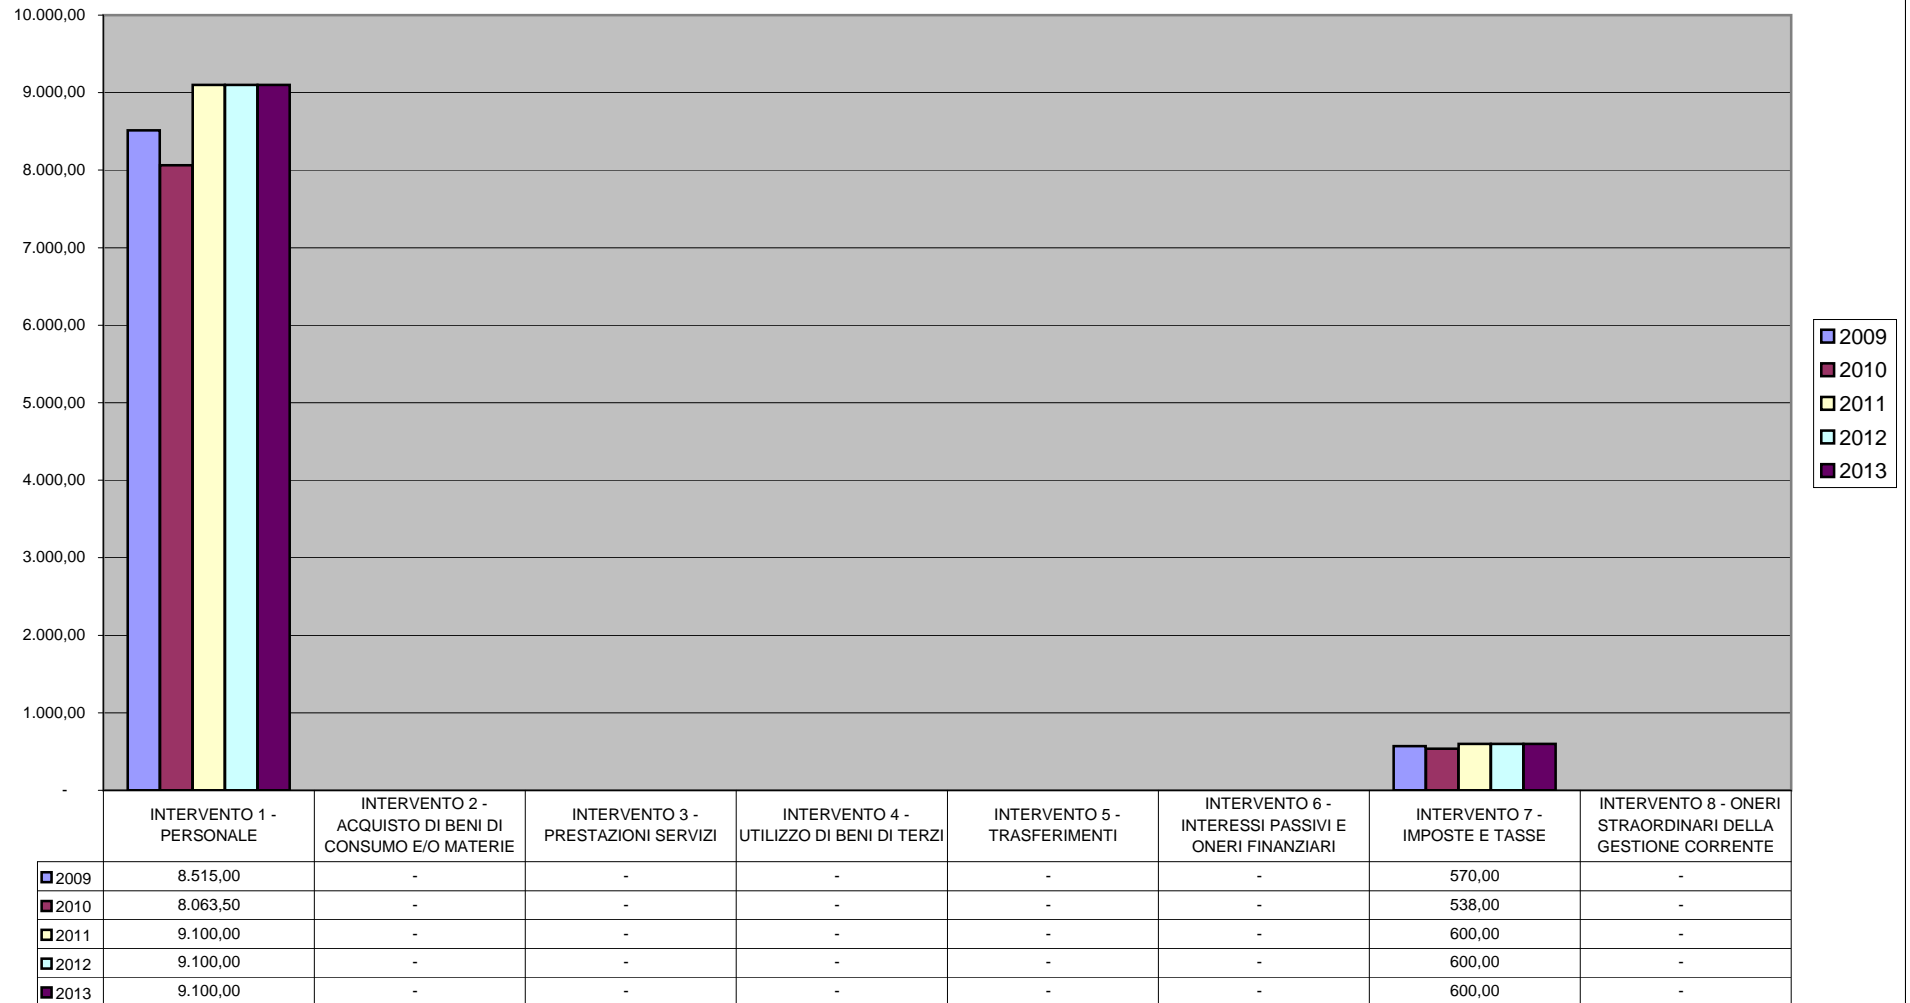 10.000,00
9.000,00
8.000,00
7.000,00
6.000,00
5.000,00
4.000,00
3.000,00
2.000,00
1.000,00
-
2009
2010
2011
2012
2013
INTERVENTO 1 -
PERSONALE
INTERVENTO 2 -
ACQUISTO DI BENI DI
CONSUMO E/O MATERIE
INTERVENTO 3 -
PRESTAZIONI SERVIZI
INTERVENTO 4 -
UTILIZZO DI BENI DI TERZI
INTERVENTO 5 -
TRASFERIMENTI
INTERVENTO 6 -
INTERESSI PASSIVI E
ONERI FINANZIARI
INTERVENTO 7 -
IMPOSTE E TASSE
INTERVENTO 8 - ONERI
STRAORDINARI DELLA
GESTIONE CORRENTE
2009 8.515,00 - - - - - 570,00 -
2010 8.063,50 - - - - - 538,00 -
2011 9.100,00 - - - - - 600,00 -
2012 9.100,00 - - - - - 600,00 -
2013 9.100,00 - - - - - 600,00 -